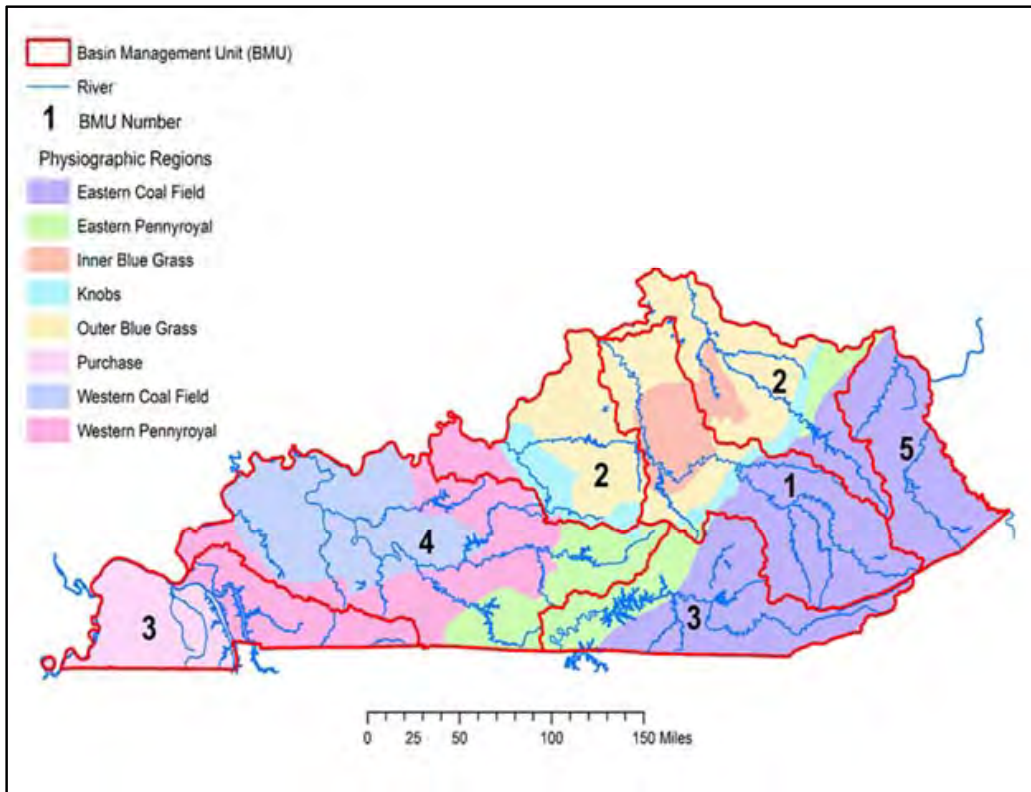 Basin Management Unit (BMU)
River
1 BMU Number
Physiographic Regions
Eastern Coal Field
Eastern Pennyroyal
Inner Blue Grass
Knobs
Outer Blue Grass
Purchase
Western Coal Field
Western Pennyroyal
2
5
1
2
4
3
3
0 25 50 100 150 Miles